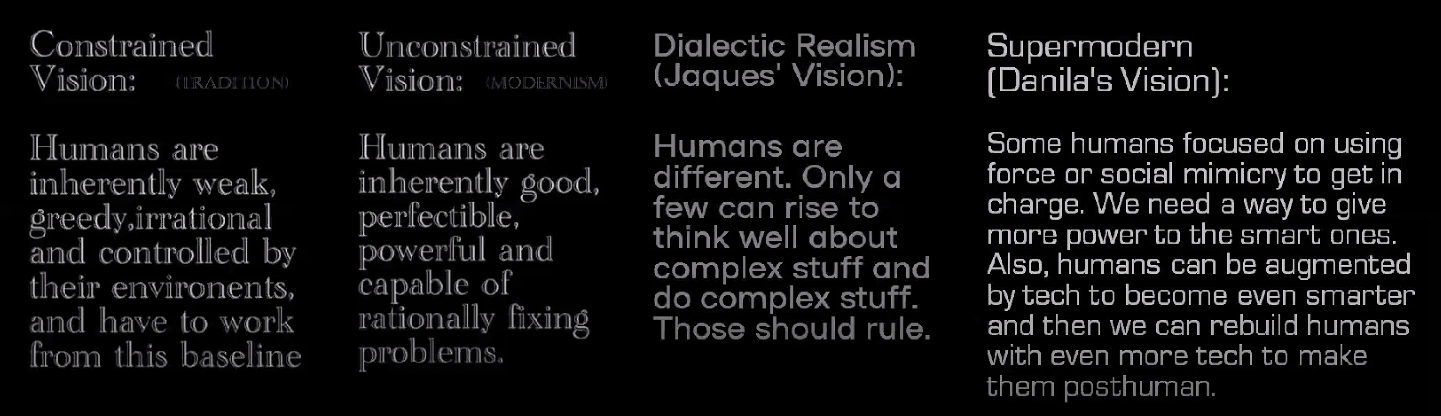 Constrained
Vision: (TRADITION)
Humans are
inherently weak,
greedy,irrational
and controlled by
their environents,
and have to work
from this baseline
Unconstrained
Vision: (MODERNISM)
Humans are
inherently good,
perfectible,
powerful and
capable of
rationally fixing
problems.
Dialectic Realism
(Jaques' Vision):
Humans are
different. Only a
few can rise to
think well about
complex stuff and
do complex stuff.
Those should rule.
Supermodern
(Danila's Vision):
Some humans focused on using
force or social mimicry to get in
charge. We need a way to give
more power to the smart ones.
Also, humans can be augmented
by tech to become even smarter
and then we can rebuild humans
with even more tech to make
them posthuman.